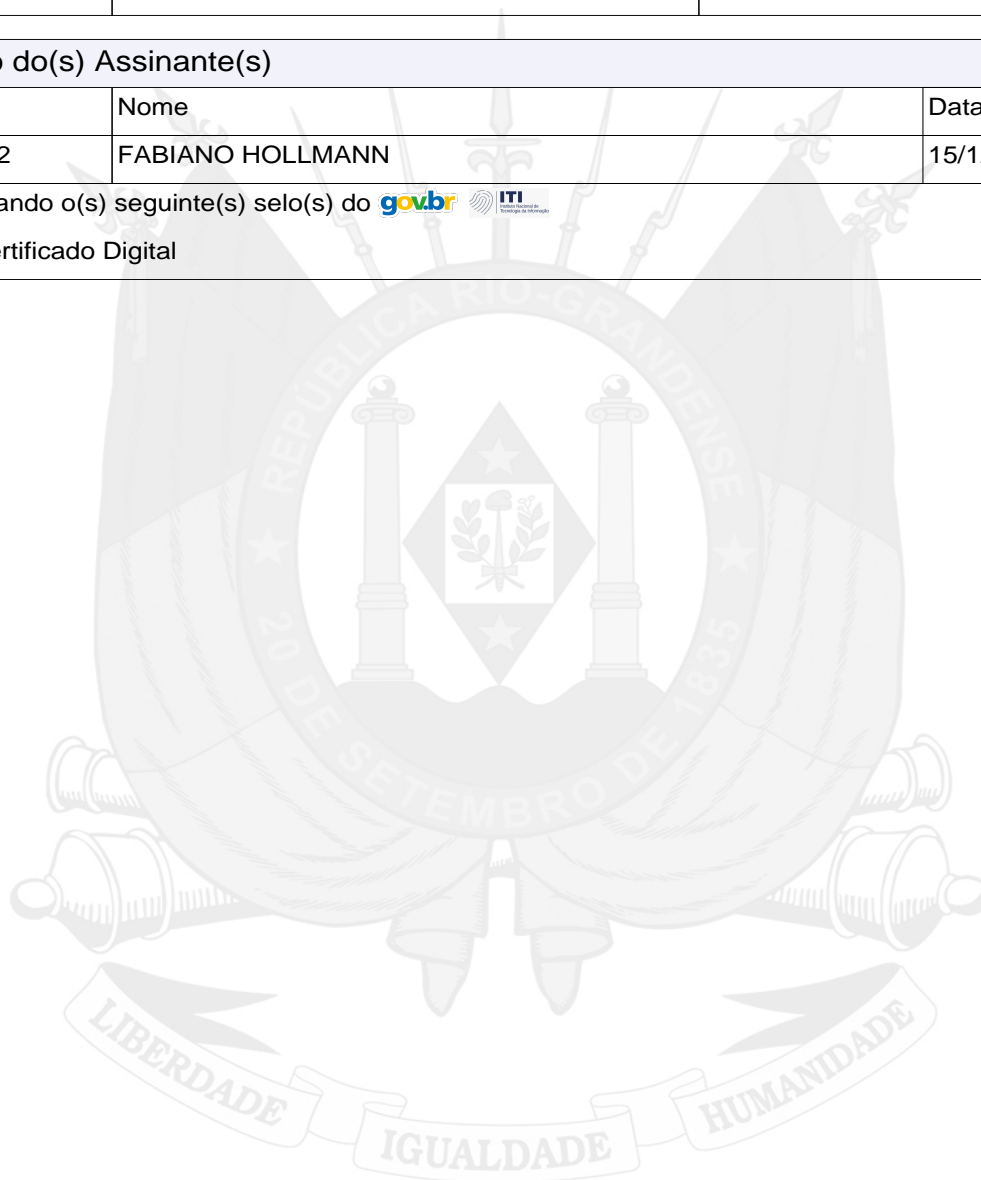 o do(s) Assinante(s)
Nome
Data
2
FABIANO HOLLMANN
15/1
ando o(s) seguinte(s) selo(s) do gov.br ITI
rtificado Digital
REPÚBLICA RIO-GRANDENSE
20 DE SETEMBRO DE 1835
LIBERDADE
IGUALDADE
HUMANIDADE